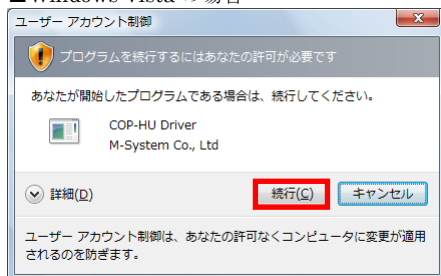 ■Windows Vista の場合
ユーザー アカウント制御
プログラムを続行するにはあなたの許可が必要です
あなたが開始したプログラムである場合は、続行してください。
COP-HU Driver
M-System Co., Ltd
詳細(D)
続行(C)
キャンセル
ユーザー アカウント制御は、あなたの許可なくコンピュータに変更が適用
されるのを防ぎます。